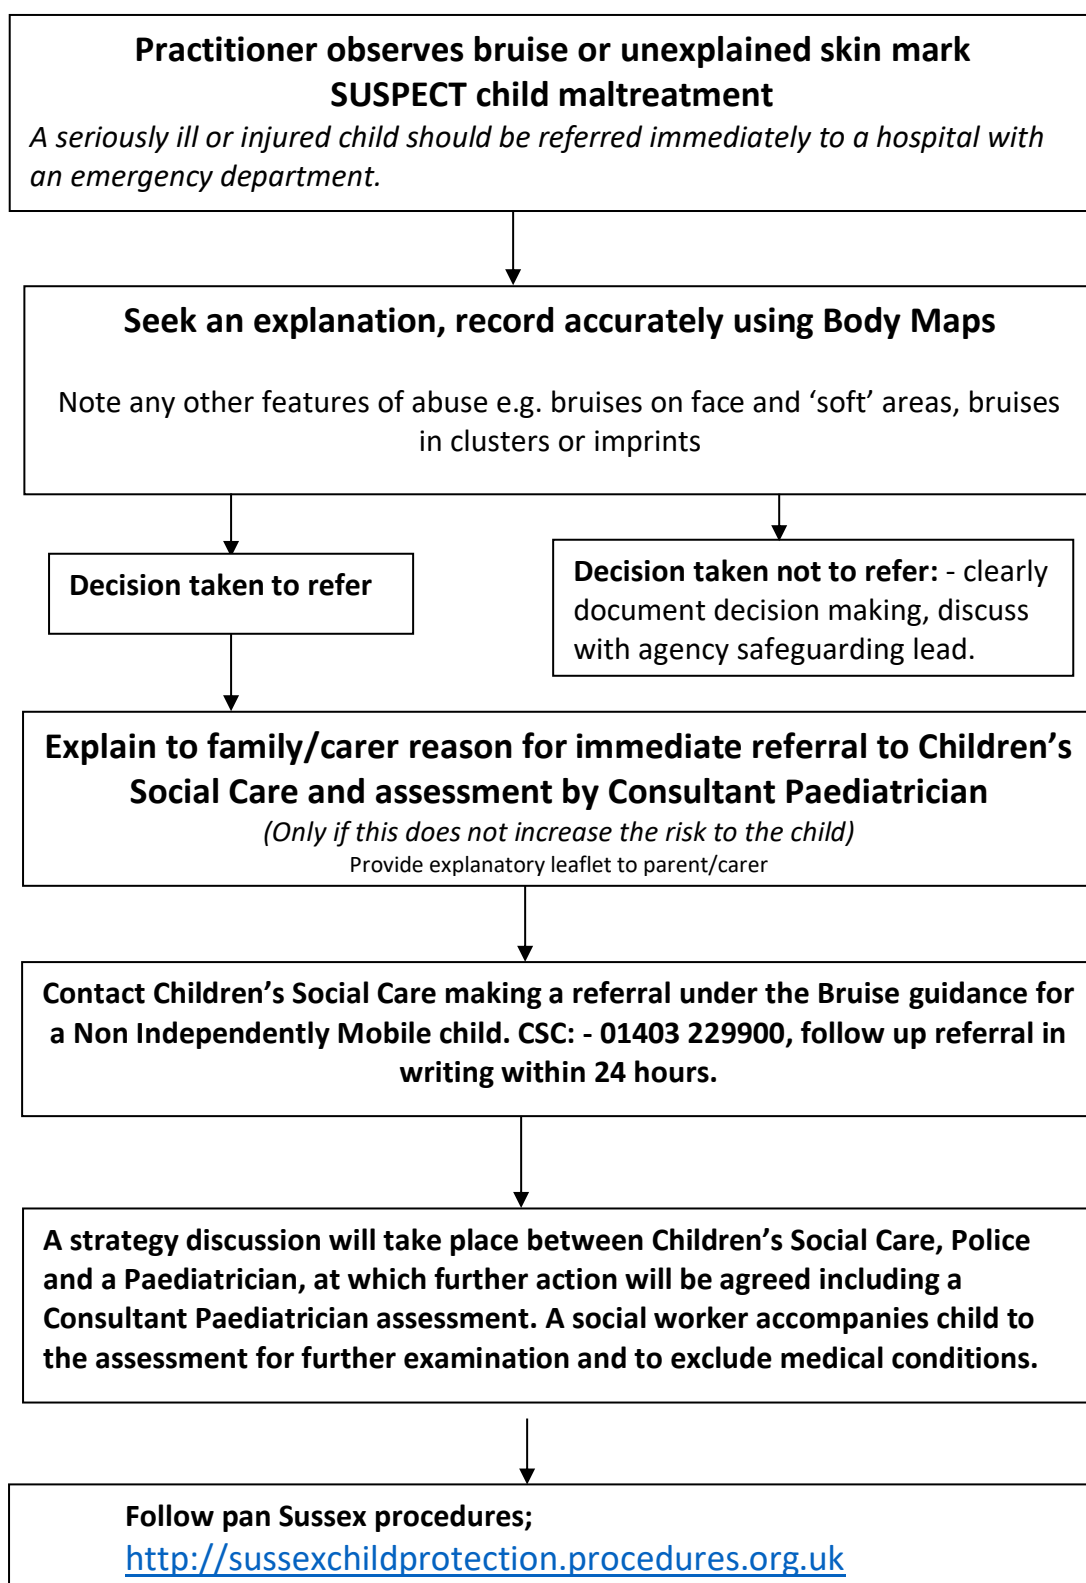 Practitioner observes bruise or unexplained skin mark
SUSPECT child maltreatment
A seriously ill or injured child should be referred immediately to a hospital with
an emergency department.
Seek an explanation, record accurately using Body Maps
Note any other features of abuse e.g. bruises on face and ‘soft’ areas, bruises
in clusters or imprints
Decision taken to refer
Decision taken not to refer: - clearly
document decision making, discuss
with agency safeguarding lead.
Explain to family/carer reason for immediate referral to Children’s
Social Care and assessment by Consultant Paediatrician
(Only if this does not increase the risk to the child)
Provide explanatory leaflet to parent/carer
Contact Children’s Social Care making a referral under the Bruise guidance for
a Non Independently Mobile child. CSC: - 01403 229900, follow up referral in
writing within 24 hours.
A strategy discussion will take place between Children’s Social Care, Police
and a Paediatrician, at which further action will be agreed including a
Consultant Paediatrician assessment. A social worker accompanies child to
the assessment for further examination and to exclude medical conditions.
Follow pan Sussex procedures;
http://sussexchildprotection.procedures.org.uk